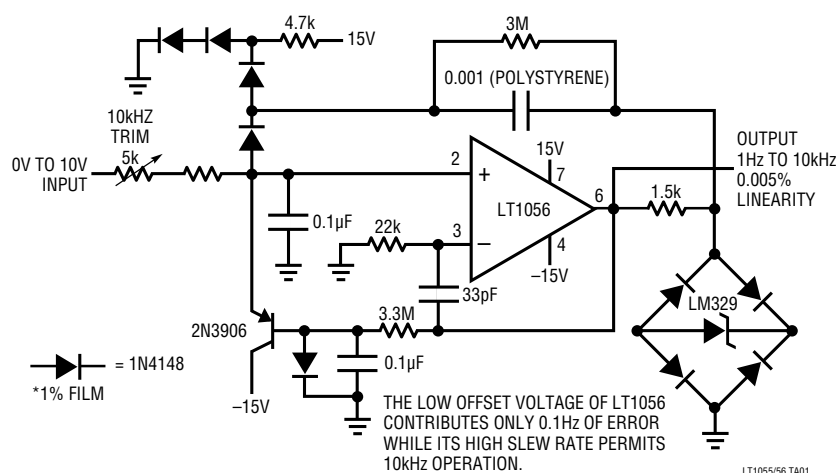 4.7k
15V
3M
0.001 (POLYSTYRENE)
10kHZ
TRIM
5k
0V TO 10V
INPUT
0.1µF
2
+
15V
7
LT1056
6
3
–
4
–15V
22k
33pF
OUTPUT
1Hz TO 10kHz
0.005%
LINEARITY
1.5k
LM329
2N3906
3.3M
0.1µF
–15V
= 1N4148
*1% FILM
THE LOW OFFSET VOLTAGE OF LT1056
CONTRIBUTES ONLY 0.1Hz OF ERROR
WHILE ITS HIGH SLEW RATE PERMITS
10kHZ OPERATION.
LT1055/56 TA01